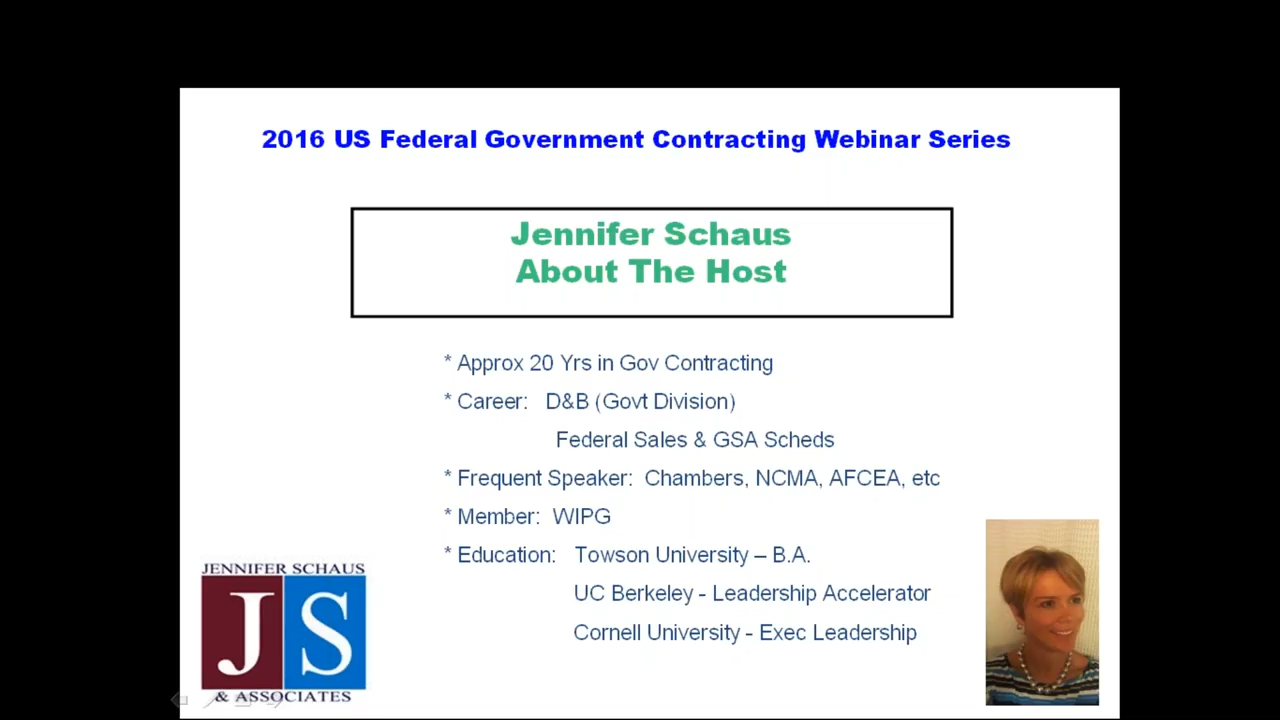 2016 US Federal Government Contracting Webinar Series
Jennifer Schaus
About The Host
* Approx 20 Yrs in Gov Contracting
* Career: D&B (Govt Division)
Federal Sales & GSA Scheds
* Frequent Speaker: Chambers, NCMA, AFCEA, etc
* Member: WIPG
* Education: Towson University – B.A.
UC Berkeley - Leadership Accelerator
Cornell University - Exec Leadership
JENNIFER SCHAUS
JS
& ASSOCIATES